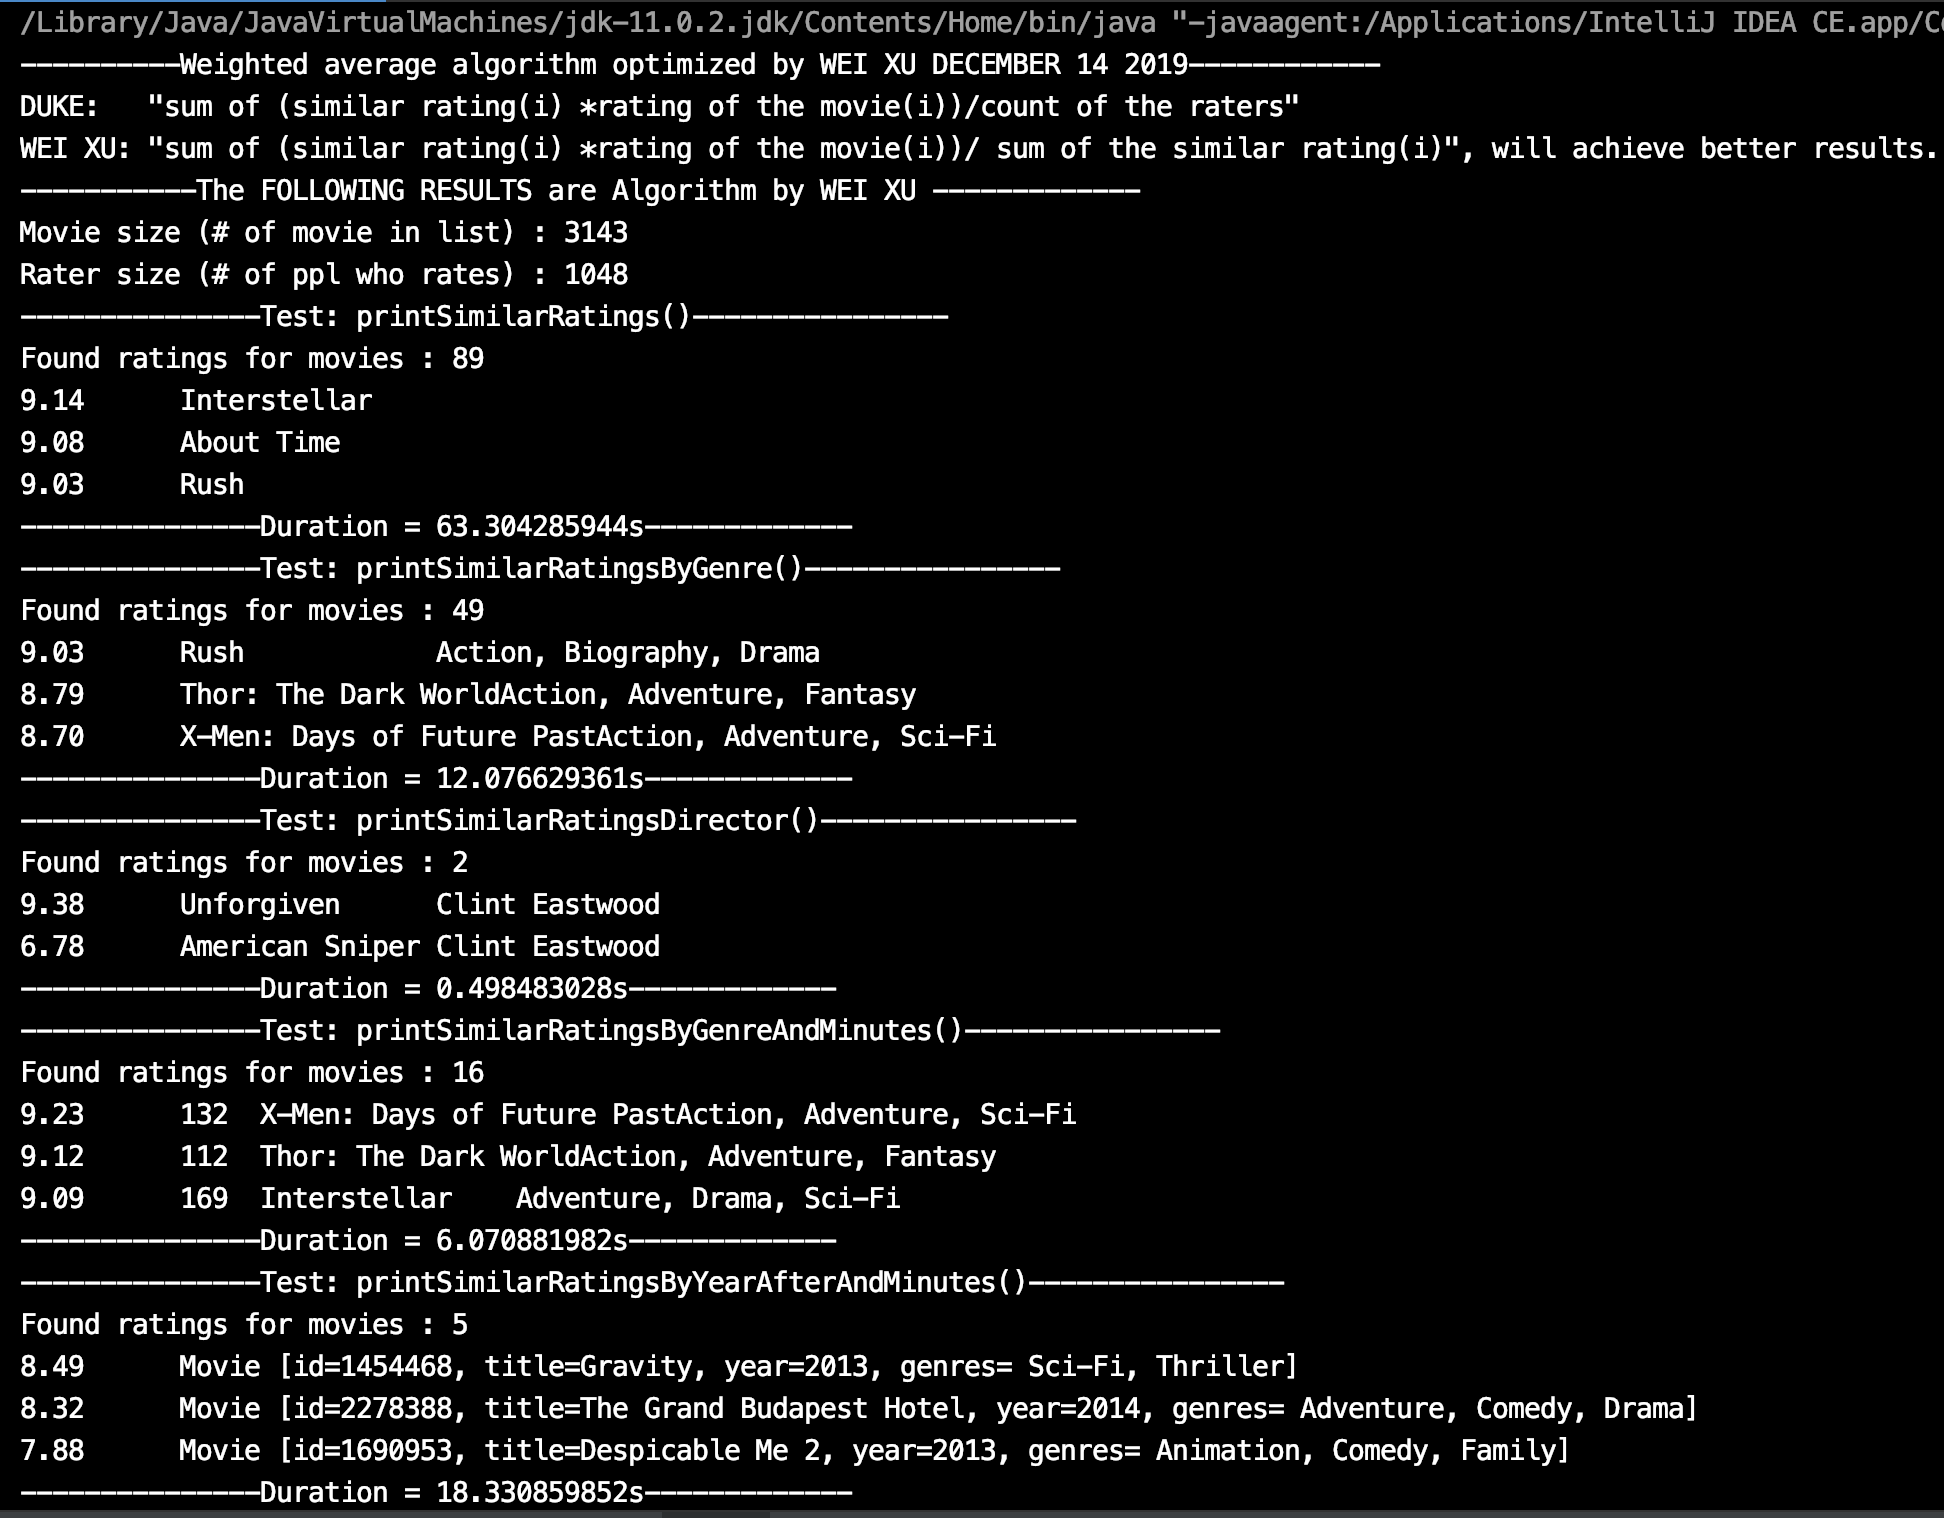 /Library/Java/JavaVirtualMachines/jdk-11.0.2.jdk/Contents/Home/bin/java "-javaagent:/Applications/IntelliJ IDEA CE.app/Co
----------Weighted average algorithm optimized by WEI XU DECEMBER 14 2019------------
DUKE:   "sum of (similar rating(i) *rating of the movie(i))/count of the raters"
WEI XU: "sum of (similar rating(i) *rating of the movie(i))/ sum of the similar rating(i)", will achieve better results.
-----------The FOLLOWING RESULTS are Algorithm by WEI XU -------------
Movie size (# of movie in list) : 3143
Rater size (# of ppl who rates) : 1048
---------------Test: printSimilarRatings()----------------
Found ratings for movies : 89
9.14      Interstellar
9.08      About Time
9.03      Rush
---------------Duration = 63.304285944s-------------
---------------Test: printSimilarRatingsByGenre()----------------
Found ratings for movies : 49
9.03      Rush            Action, Biography, Drama
8.79      Thor: The Dark WorldAction, Adventure, Fantasy
8.70      X-Men: Days of Future PastAction, Adventure, Sci-Fi
---------------Duration = 12.076629361s-------------
---------------Test: printSimilarRatingsDirector()----------------
Found ratings for movies : 2
9.38      Unforgiven      Clint Eastwood
6.78      American Sniper Clint Eastwood
---------------Duration = 0.498483028s-------------
---------------Test: printSimilarRatingsByGenreAndMinutes()----------------
Found ratings for movies : 16
9.23      132  X-Men: Days of Future PastAction, Adventure, Sci-Fi
9.12      112  Thor: The Dark WorldAction, Adventure, Fantasy
9.09      169  Interstellar    Adventure, Drama, Sci-Fi
---------------Duration = 6.070881982s-------------
---------------Test: printSimilarRatingsByYearAfterAndMinutes()----------------
Found ratings for movies : 5
8.49      Movie [id=1454468, title=Gravity, year=2013, genres= Sci-Fi, Thriller]
8.32      Movie [id=2278388, title=The Grand Budapest Hotel, year=2014, genres= Adventure, Comedy, Drama]
7.88      Movie [id=1690953, title=Despicable Me 2, year=2013, genres= Animation, Comedy, Family]
---------------Duration = 18.330859852s-------------